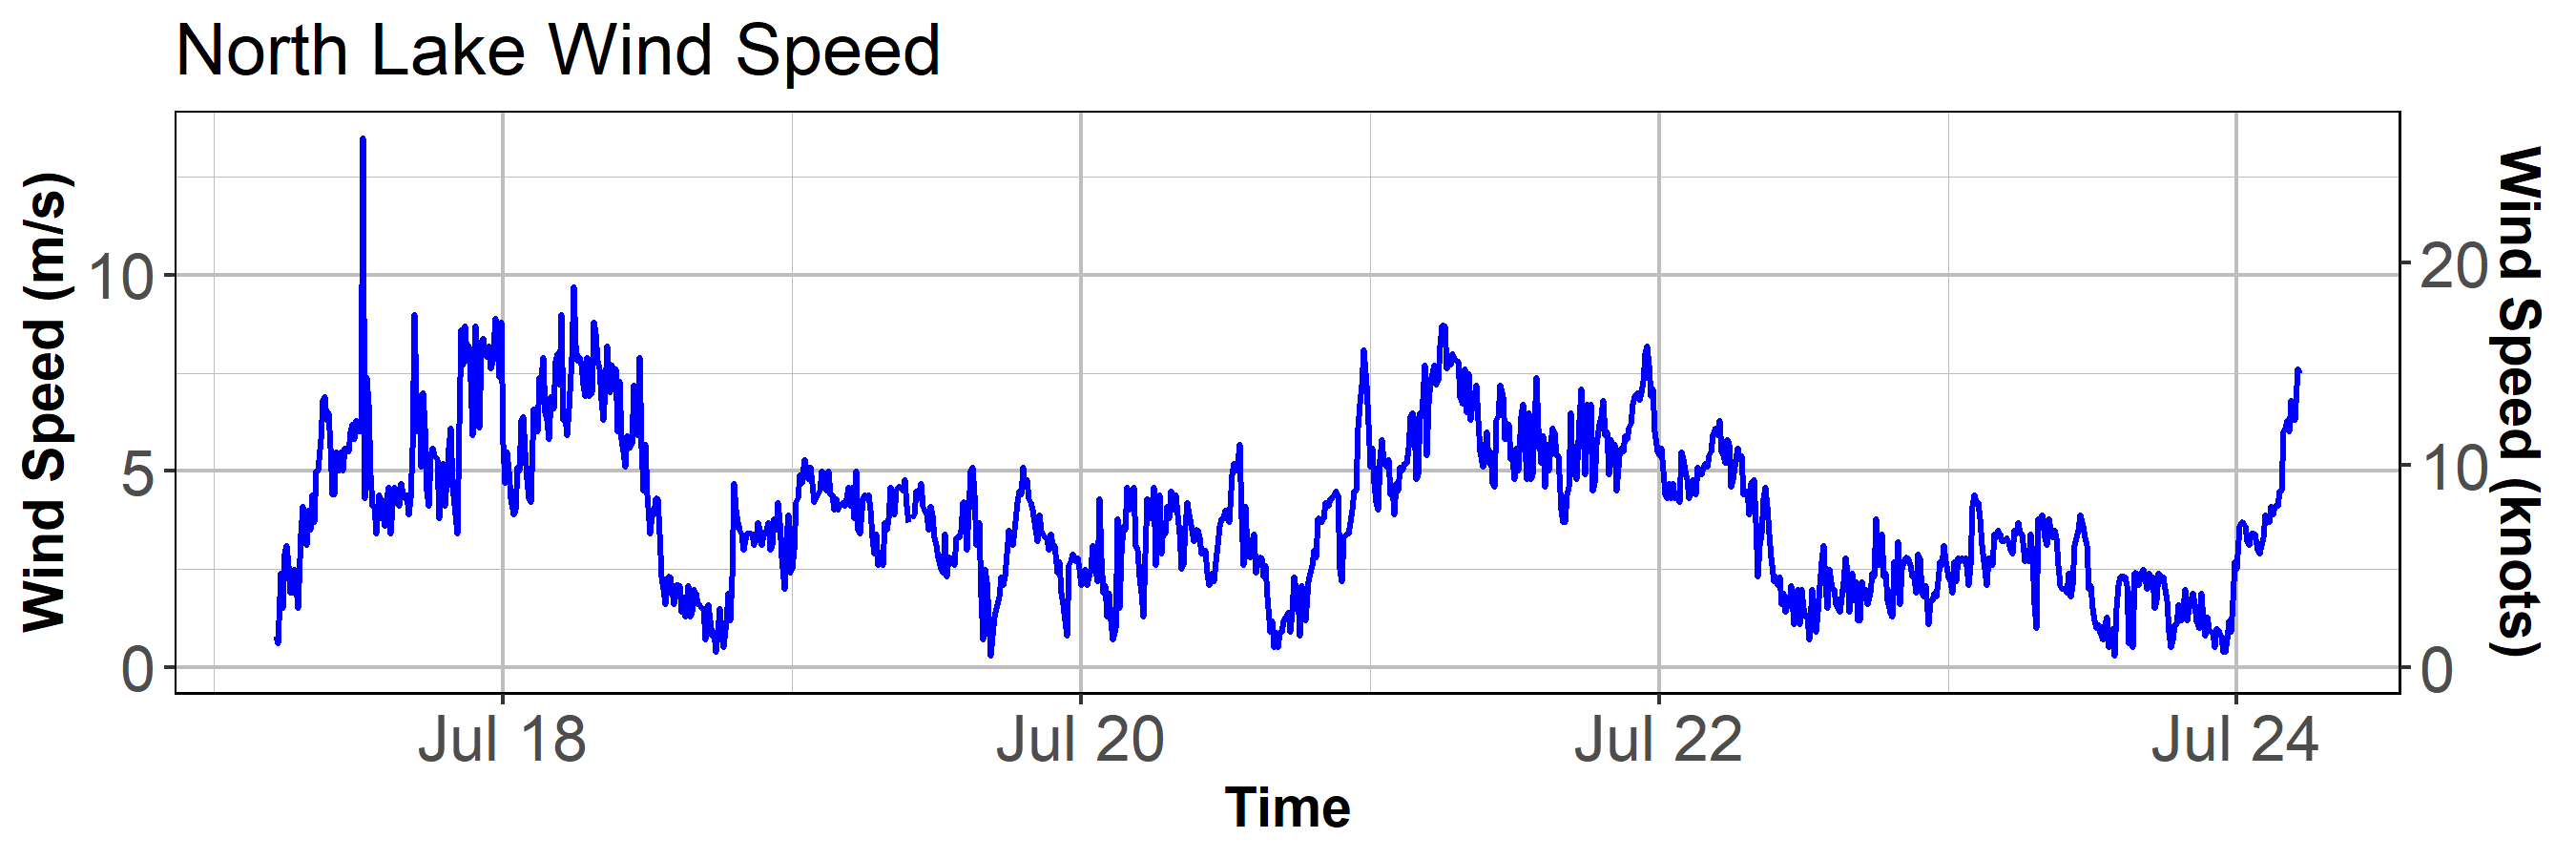 North Lake Wind Speed
Wind Speed (m/s)
10
5
0
20
10
0
Wind Speed (knots)
Jul 18
Jul 20
Jul 22
Jul 24
Time